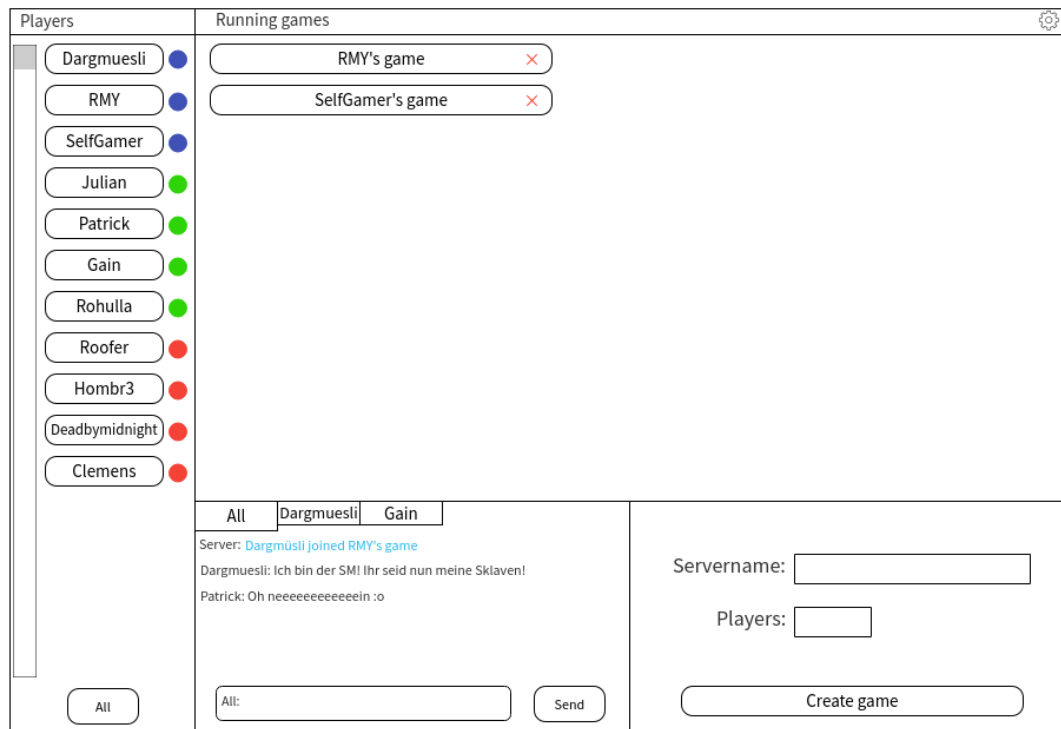 Players
Running games
Dargmuesli
RMY
SelfGamer
Julian
Patrick
Gain
Rohulla
Roofer
Hombr3
Deadbymidnight
Clemens
All
RMY's game
SelfGamer's game
All Dargmuesli Gain
Server: Dargmüsli joined RMY's game
Dargmuesli: Ich bin der SM! Ihr seid nun meine Sklaven!
Patrick: Oh neeeeeeeeeeeein :o
All:
Send
Servername:
Players:
Create game